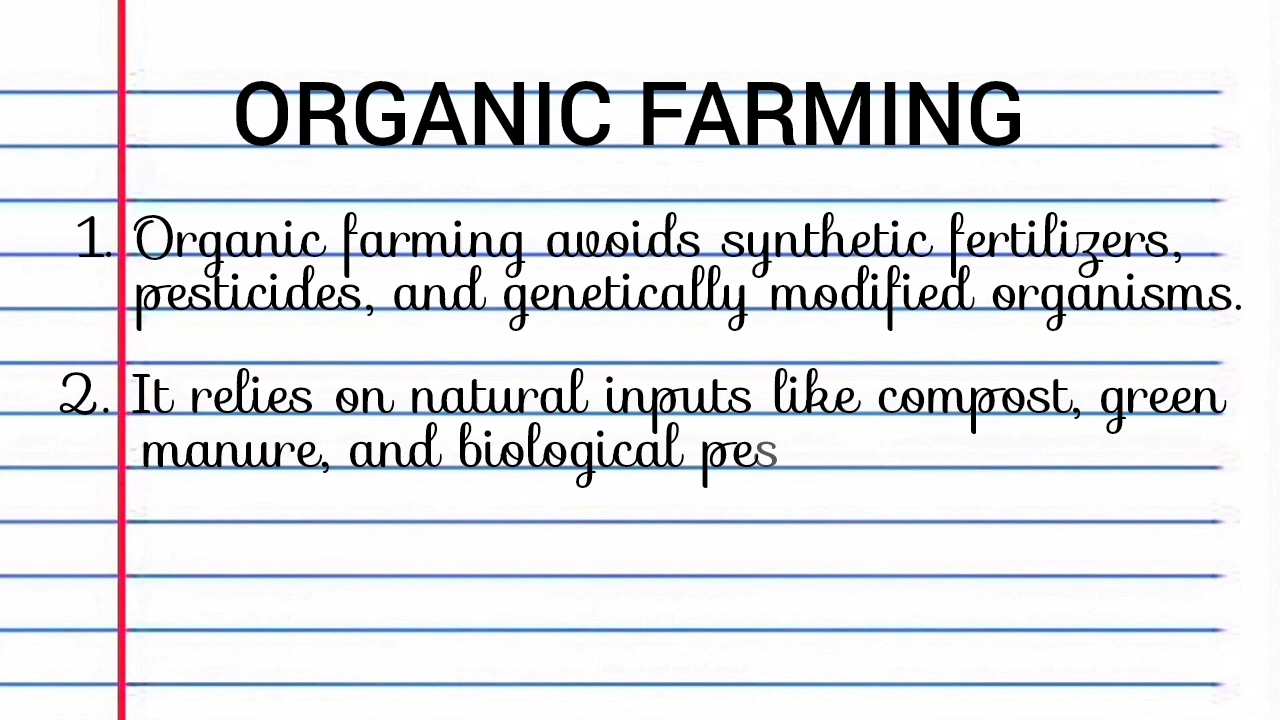 ORGANIC FARMING
1. Organic farming avoids synthetic fertilizers,
pesticides, and genetically modified organisms.
2. It relies on natural inputs like compost, green
manure, and biological pes